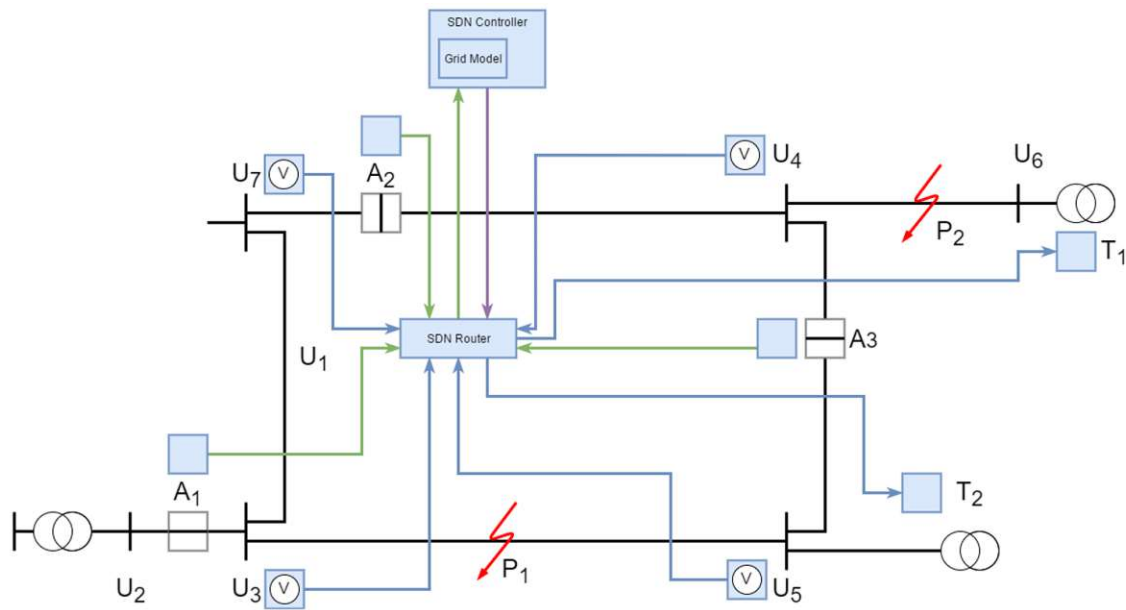 SDN Controller
Grid Model
U7
V
A2
V
U4
U6
P2
T1
SDN Router
A3
U1
A1
T2
U2
U3
V
P1
V
U5